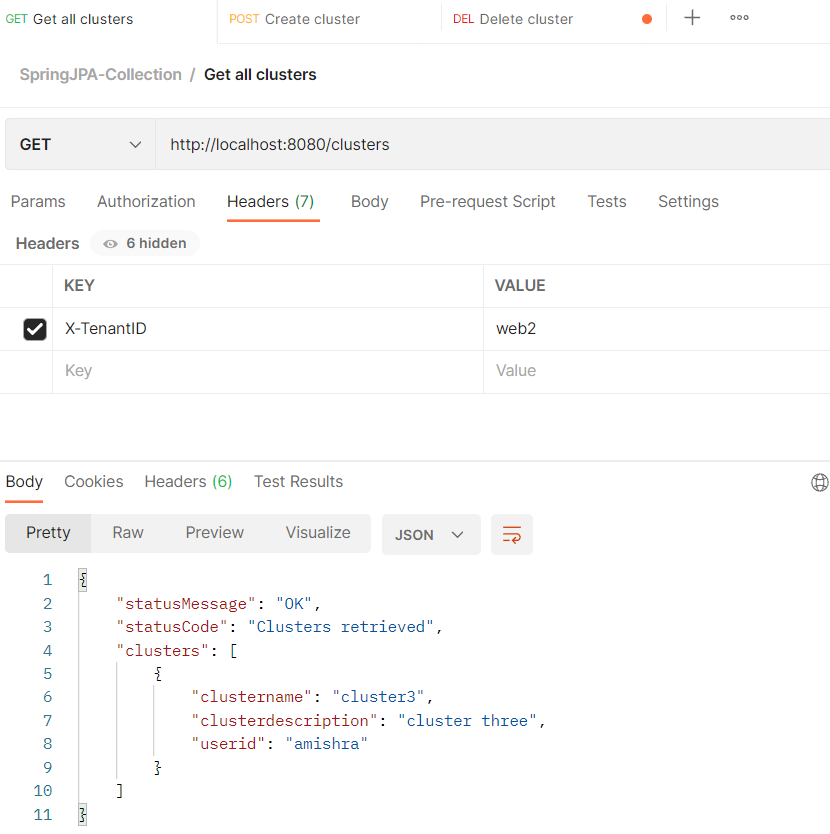 GET Get all clusters POST Create cluster DEL Delete cluster
SpringJPA-Collection / Get all clusters
GET http://localhost:8080/clusters
Params Authorization Headers (7) Body Pre-request Script Tests Settings
Headers 6 hidden
KEY VALUE
X-TenantID web2
Key Value
Body Cookies Headers (6) Test Results
Pretty Raw Preview Visualize JSON
1 {
2 "statusMessage": "OK",
3 "statusCode": "Clusters retrieved",
4 "clusters": [
5 {
6 "clustername": "cluster3",
7 "clusterdescription": "cluster three",
8 "userid": "amishra"
9 }
10 ]
11 }